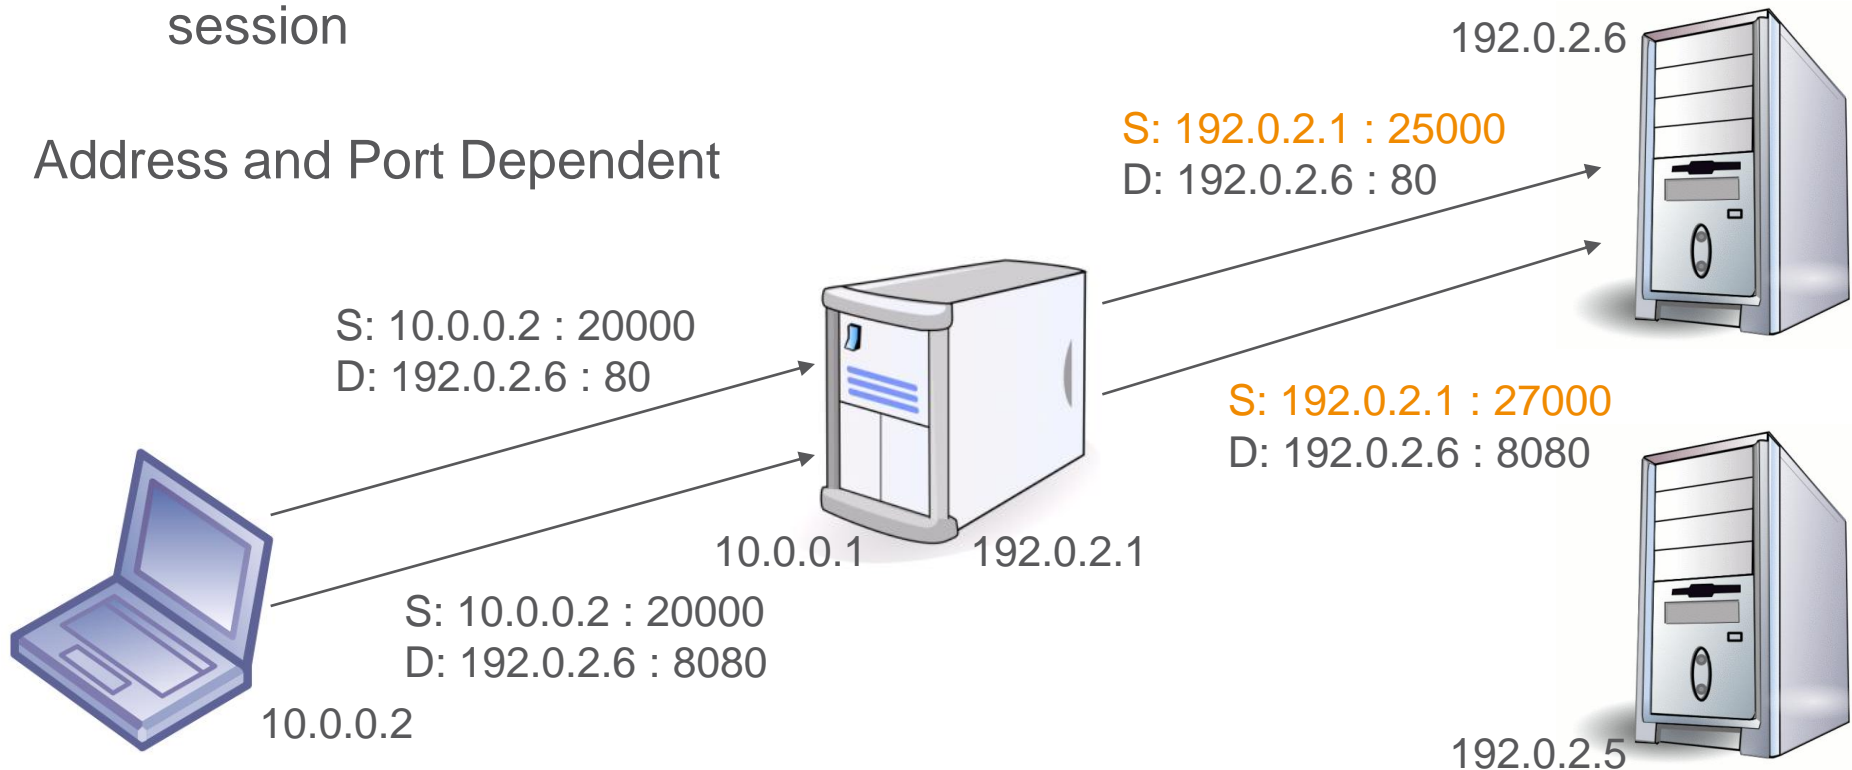 session
192.0.2.6
Address and Port Dependent
S: 192.0.2.1 : 25000
D: 192.0.2.6 : 80
S: 10.0.0.2 : 20000
D: 192.0.2.6 : 80
S: 192.0.2.1 : 27000
D: 192.0.2.6 : 8080
10.0.0.1
192.0.2.1
S: 10.0.0.2 : 20000
D: 192.0.2.6 : 8080
10.0.0.2
192.0.2.5